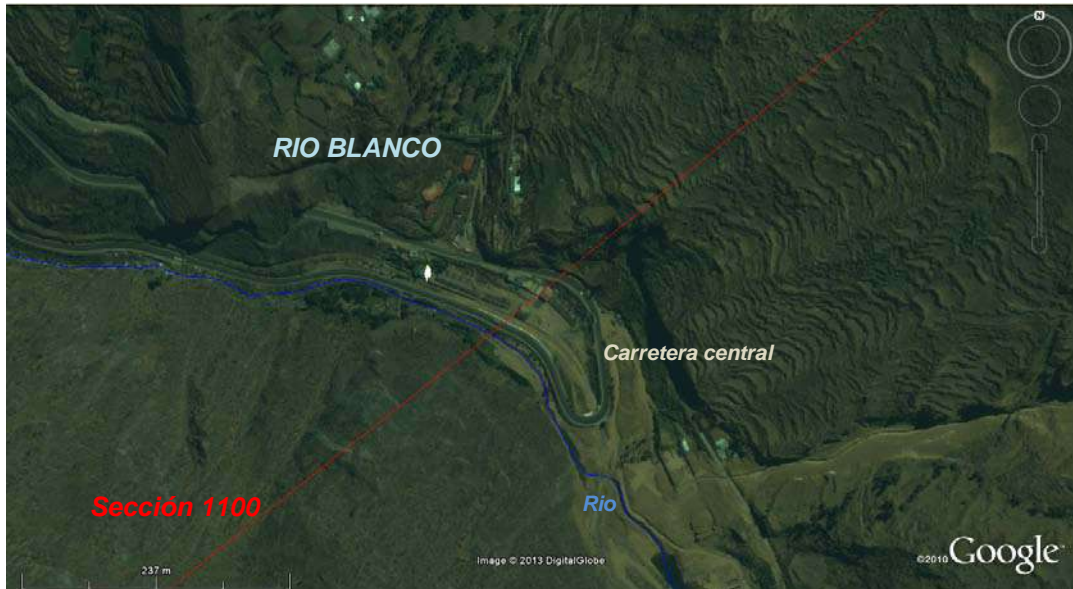 N
RIO BLANCO
Carretera central
Sección 1100
Rio
237 m
Image © 2013 DigitalGlobe
©2010 Google